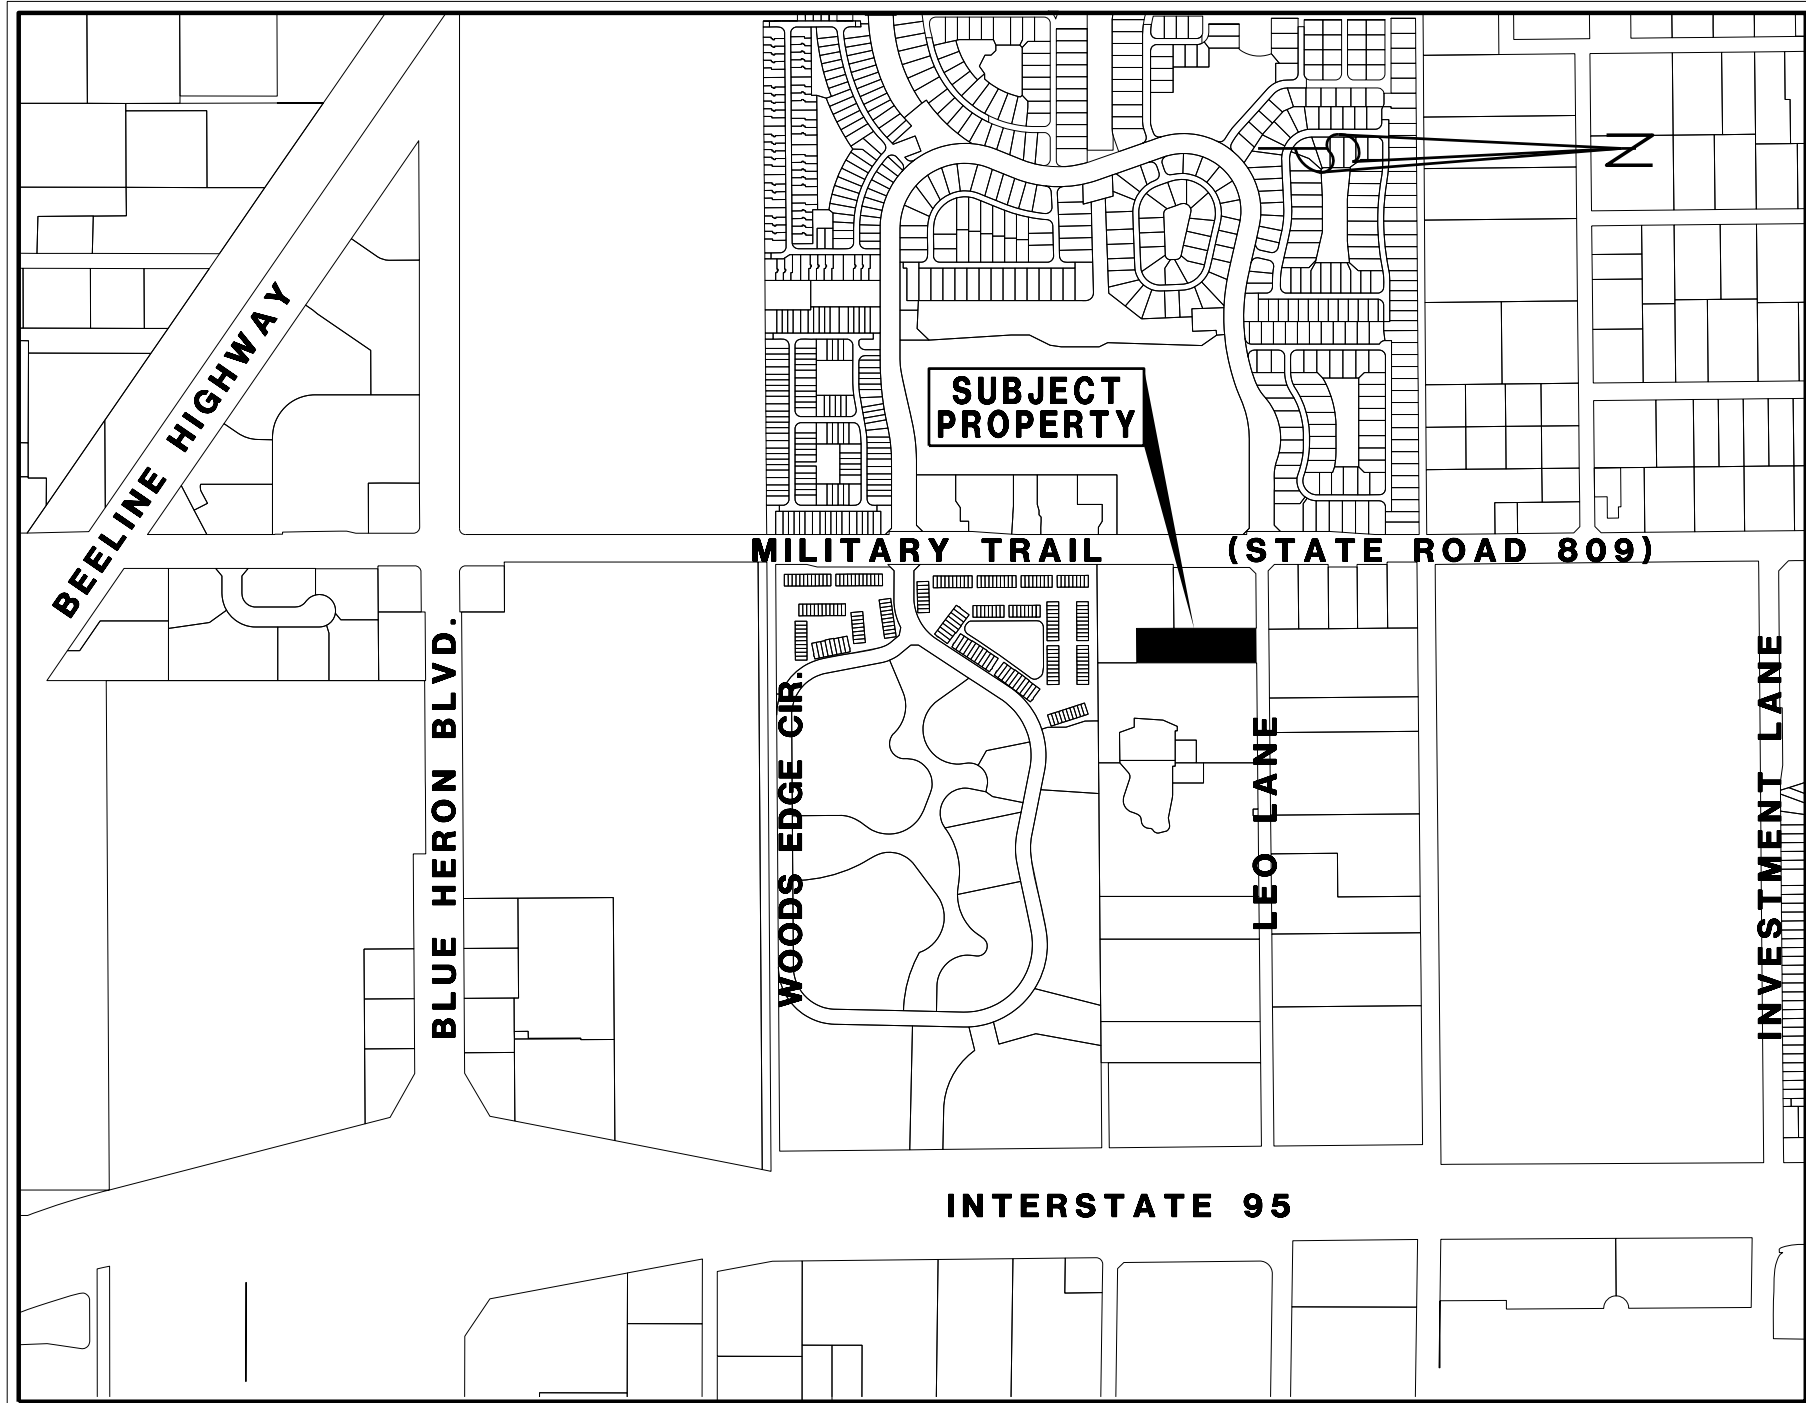 N
BEELINE HIGHWAY
SUBJECT
PROPERTY
MILITARY TRAIL (STATE ROAD 809)
BLUE HERON BLVD.
WOODS EDGE CIR.
LEO LANE
INVESTMENT LANE
INTERSTATE 95